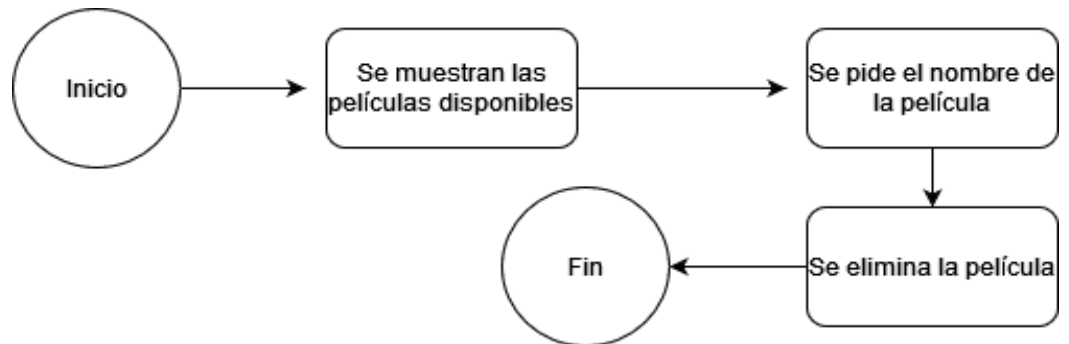 Inicio
Se muestran las
películas disponibles
Se pide el nombre de
la película
Se elimina la película
Fin